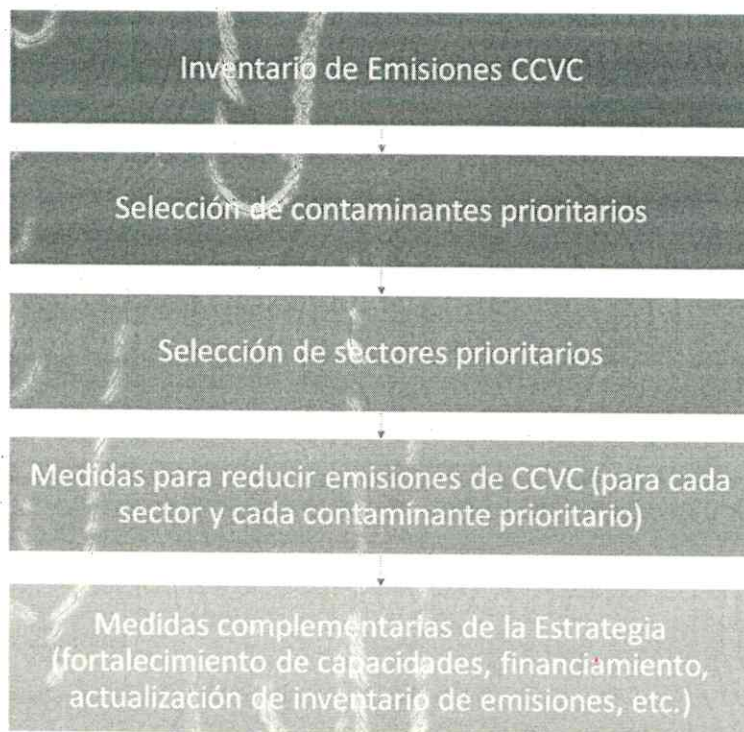 Inventario de Emisiones CCVC
Selección de contaminantes prioritarios
Selección de sectores prioritarios
Medidas para reducir emisiones de CCVC (para cada
sector y cada contaminante prioritario)
Medidas complementarias de la Estrategia
(fortalecimiento de capacidades, financiamiento,
actualización de inventario de emisiones, etc.)